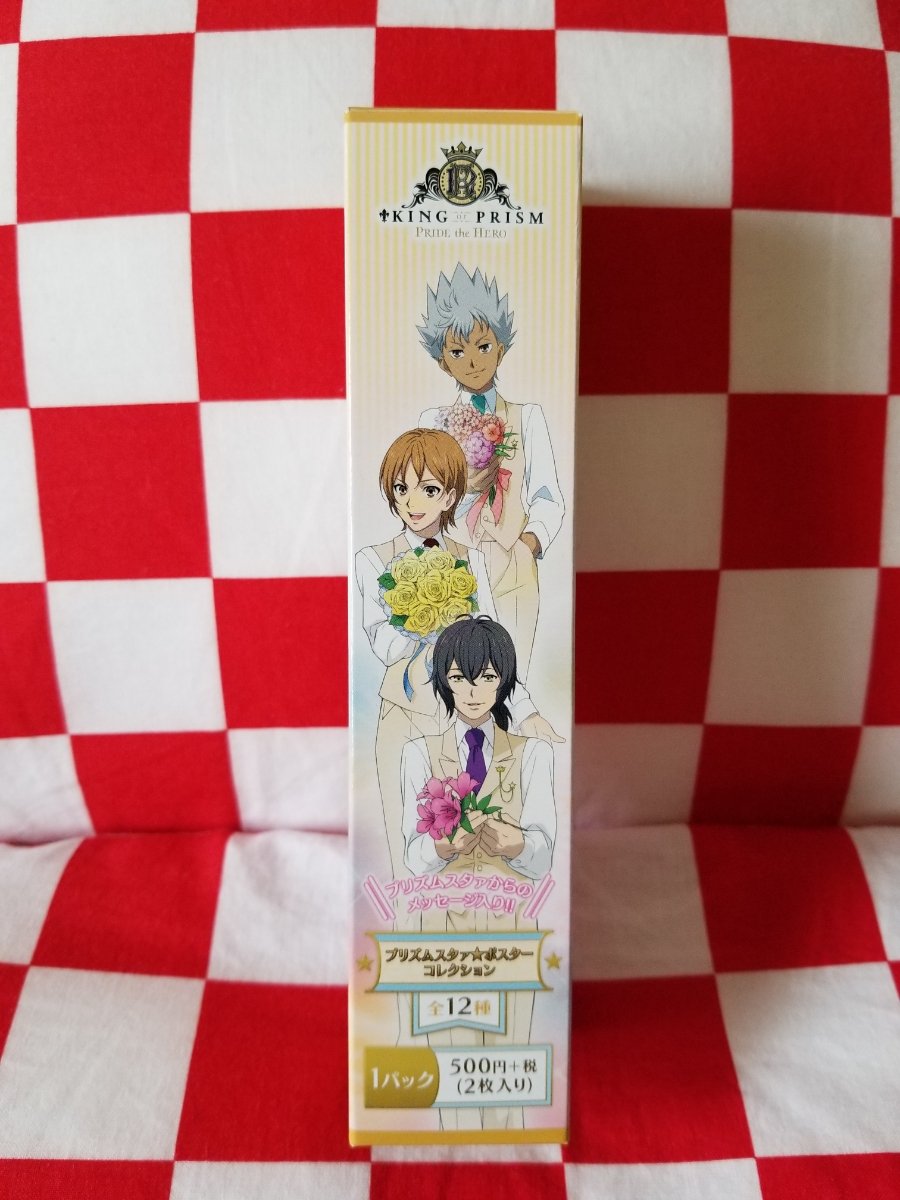 KING OF PRISM
PRIDE the HERO
プリズムスタァからの
メッセージ入り!!
プリズムスタァ☆ポスター
コレクション
全12種
1パック
500円+税
(2枚入り)